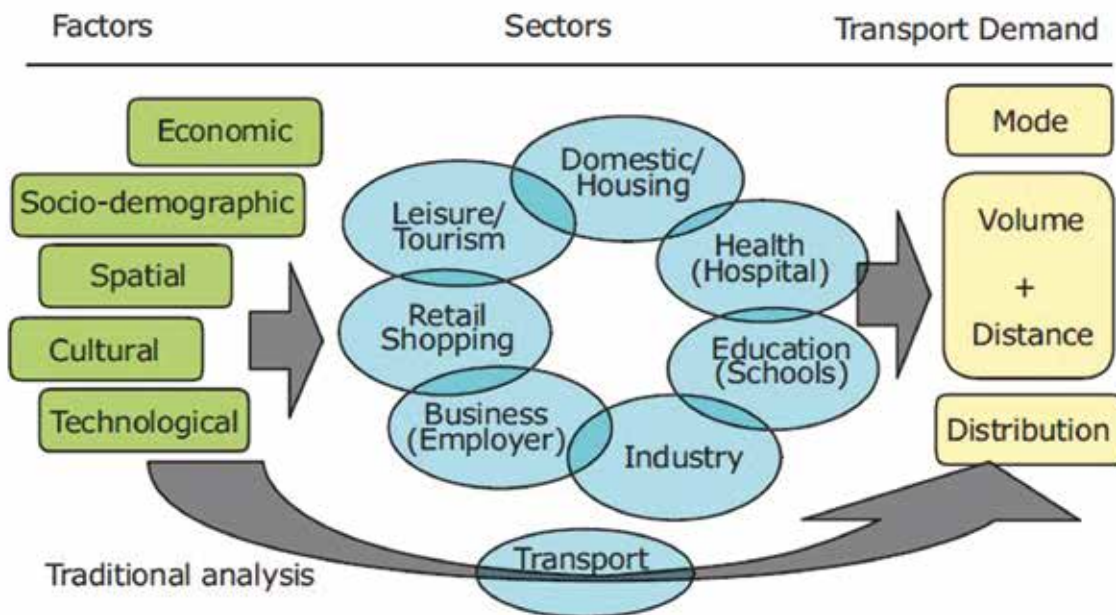 Factors
Sectors
Transport Demand
Economic
Socio-demographic
Spatial
Cultural
Technological
Domestic/
Housing
Leisure/
Tourism
Health
(Hospital)
Retail
Shopping
Education
(Schools)
Business
(Employer)
Industry
Transport
Mode
Volume
+
Distance
Distribution
Traditional analysis